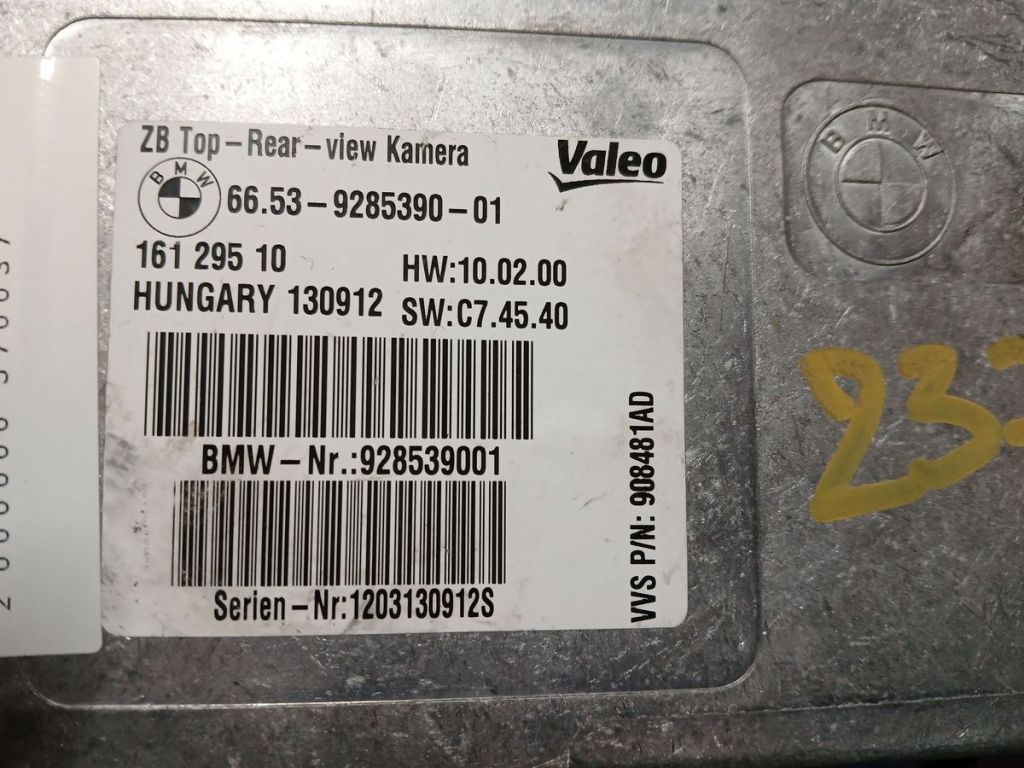 ZB Top-Rear-view Kamera
Valeo
BMW
66.53-9285390-01
161 295 10
HW:10.02.00
HUNGARY 130912
SW:C7.45.40
BMW-Nr.:928539001
Serien-Nr:1203130912S
VVS P/N: 908481AD
BMW
23